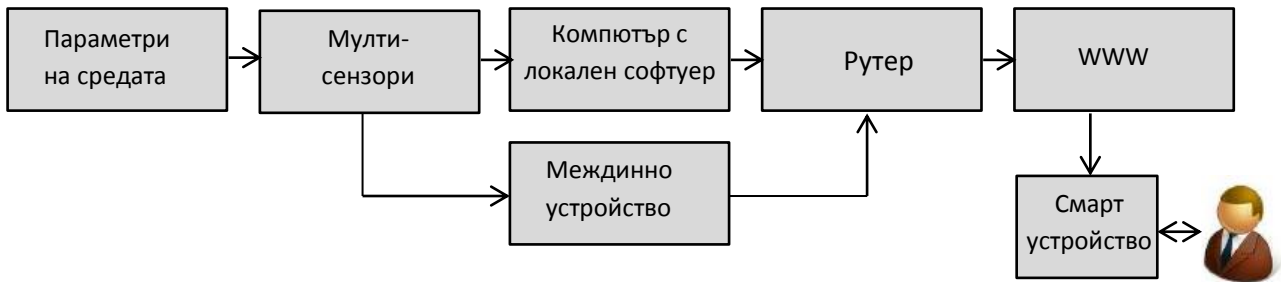 Параметри
на средата
Мулти-
сензори
Компютър с
локален софтуер
Рутер
WWW
Междинно
устройство
Смарт
устройство